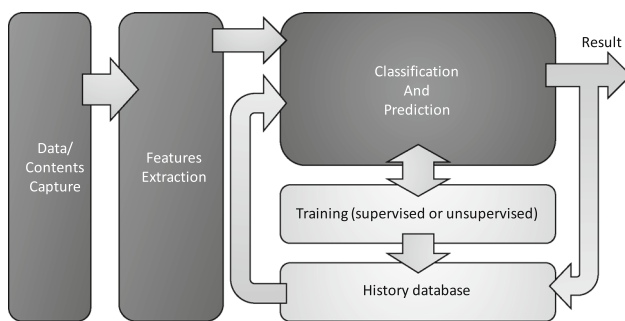 Data/
Contents
Capture
Features
Extraction
Classification
And
Prediction
Result
Training (supervised or unsupervised)
History database